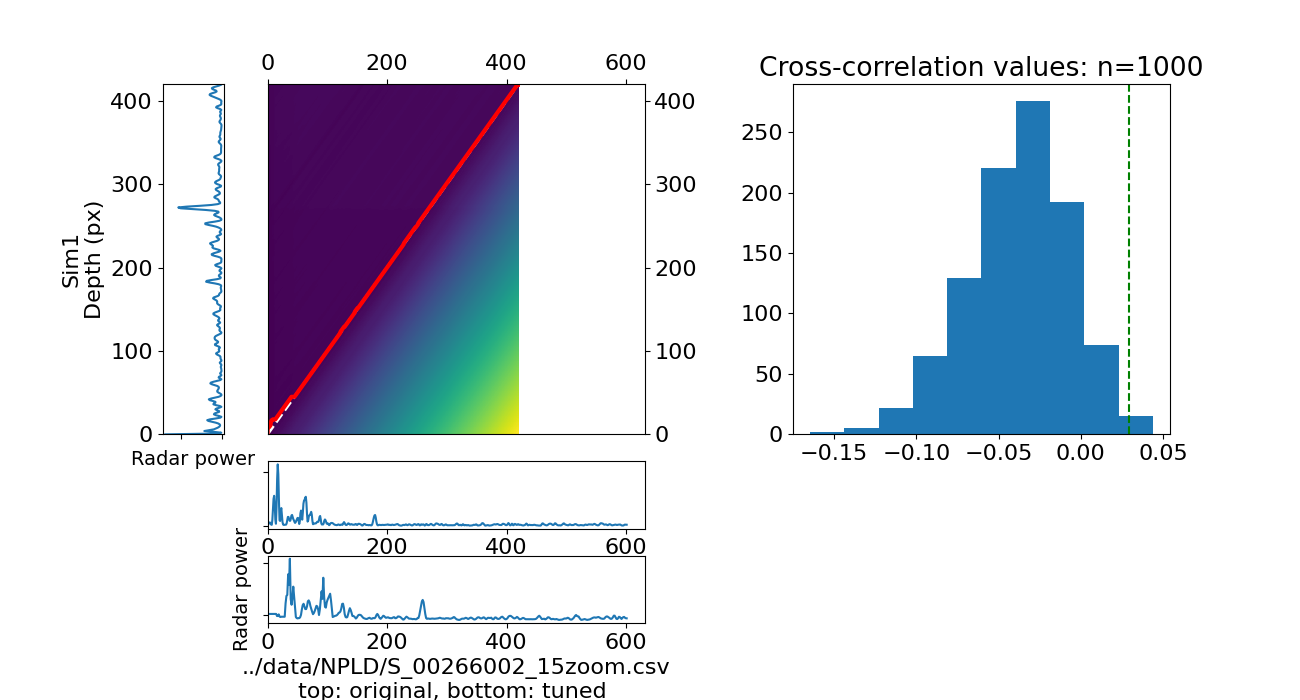 0 200 400 600
Cross-correlation values: n=1000
400 300 200 100 0
Sim1
Depth (px)
Radar power
400 300 200 100 0
250 200 150 100 50 0
−0.15 −0.10 −0.05 0.00 0.05
0 200 400 600
Radar power
0 200 400 600
../data/NPLD/S_00266002_15zoom.csv
top: original, bottom: tuned